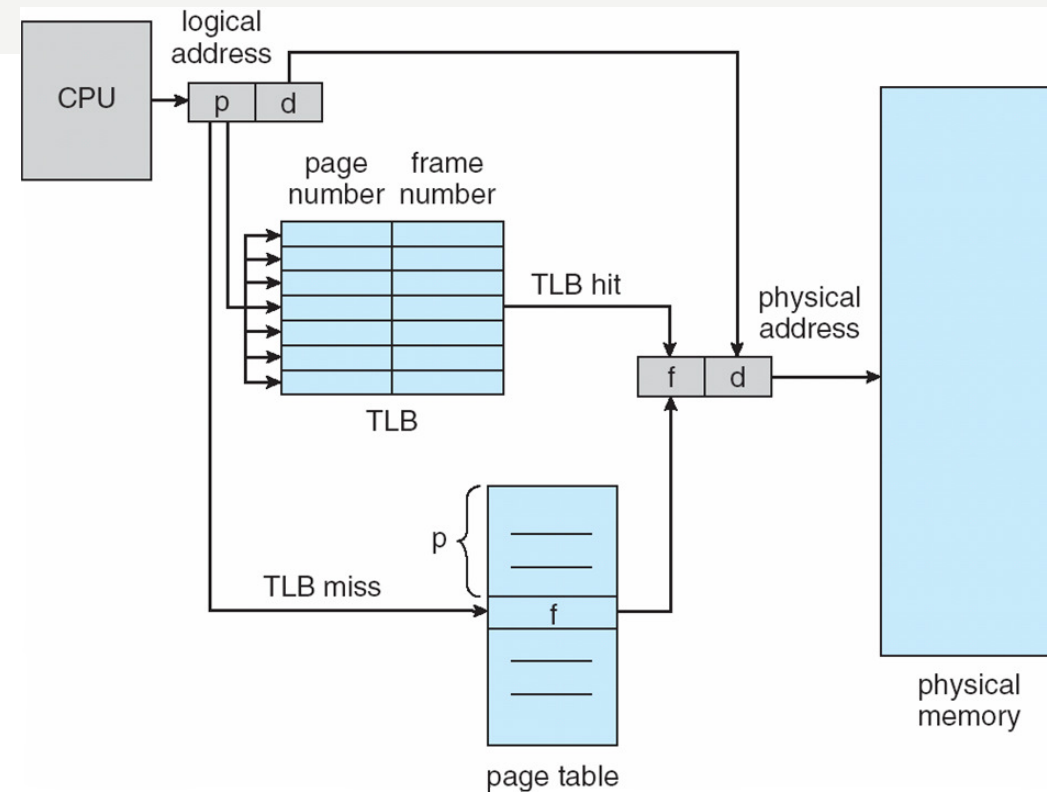 logical
address
CPU
p
d
page
number
frame
number
TLB hit
physical
address
f
d
TLB
p
TLB miss
f
physical
memory
page table